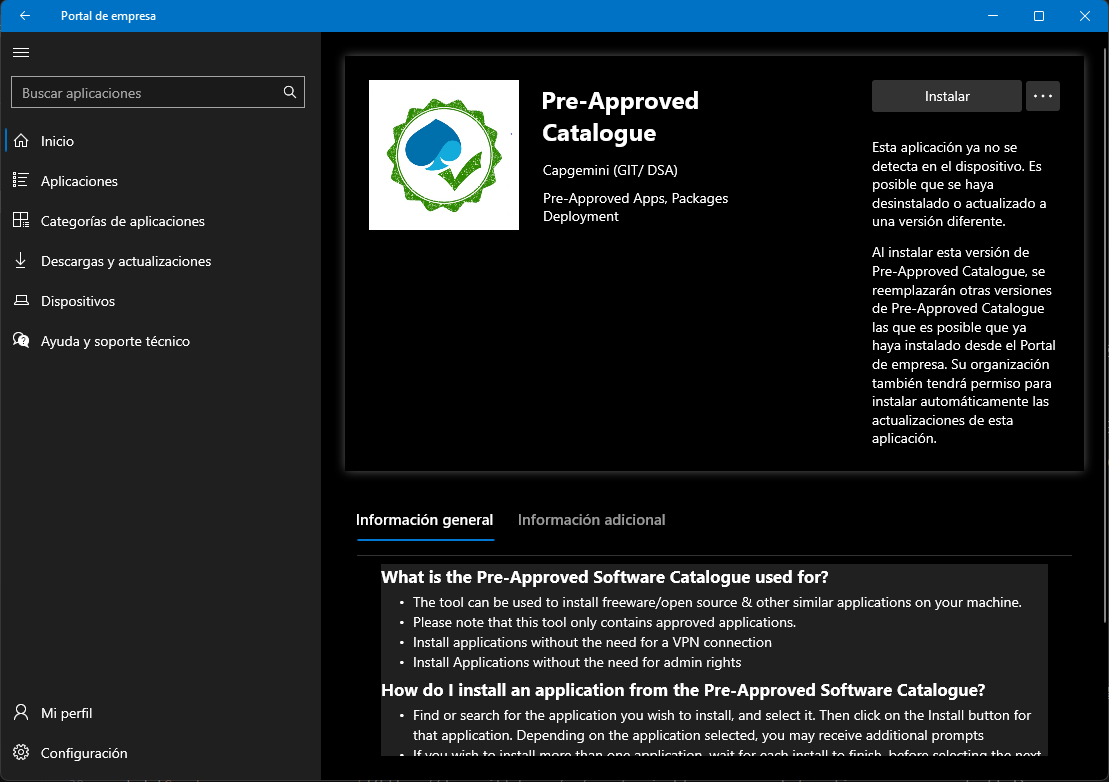 Portal de empresa
Buscar aplicaciones
Inicio
Aplicaciones
Categorías de aplicaciones
Descargas y actualizaciones
Dispositivos
Ayuda y soporte técnico
Mi perfil
Configuración
Pre-Approved
Catalogue
Capgemini (GIT/ DSA)
Pre-Approved Apps, Packages
Deployment
Instalar
Esta aplicación ya no se
detecta en el dispositivo. Es
posible que se haya
desinstalado o actualizado a
una versión diferente.
Al instalar esta versión de
Pre-Approved Catalogue, se
reemplazarán otras versiones
de Pre-Approved Catalogue
las que es posible que ya
haya instalado desde el Portal
de empresa. Su organización
también tendrá permiso para
instalar automáticamente las
actualizaciones de esta
aplicación.
Información general
Información adicional
What is the Pre-Approved Software Catalogue used for?
• The tool can be used to install freeware/open source & other similar applications on your machine.
• Please note that this tool only contains approved applications.
• Install applications without the need for a VPN connection
• Install Applications without the need for admin rights
How do I install an application from the Pre-Approved Software Catalogue?
• Find or search for the application you wish to install, and select it. Then click on the Install button for
that application. Depending on the application selected, you may receive additional prompts
• If you wish to install more than one application, wait for each install to finish, before selecting the next